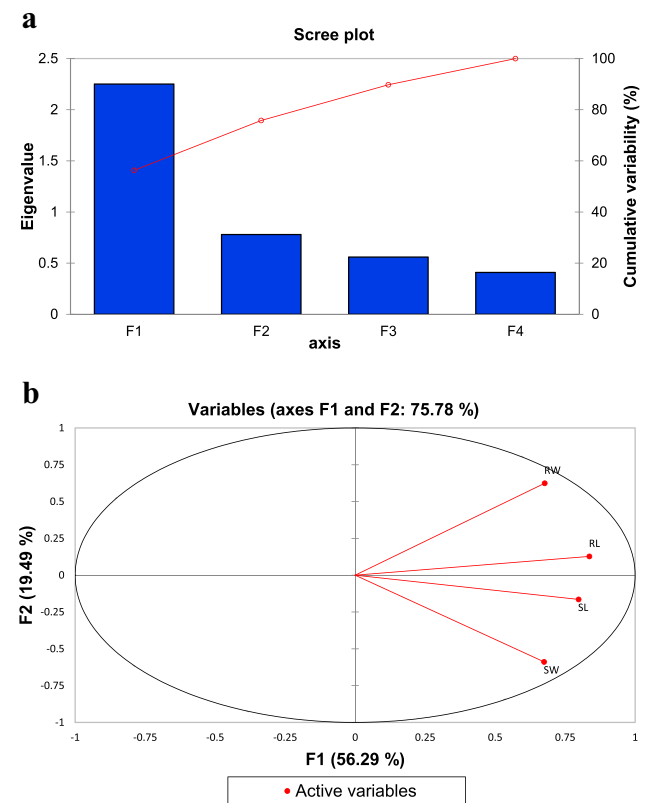 a
Scree plot
2.5
2
1.5
1
0.5
0
Eigenvalue
100
80
60
40
20
0
Cumulative variability (%)
F1 F2 F3 F4
axis
b
Variables (axes F1 and F2: 75.78 %)
1
0.75
0.5
0.25
0
-0.25
-0.5
-0.75
-1
F2 (19.49 %)
RW
RL
SL
SW
-1 -0.75 -0.5 -0.25 0 0.25 0.5 0.75 1
F1 (56.29 %)
Active variables